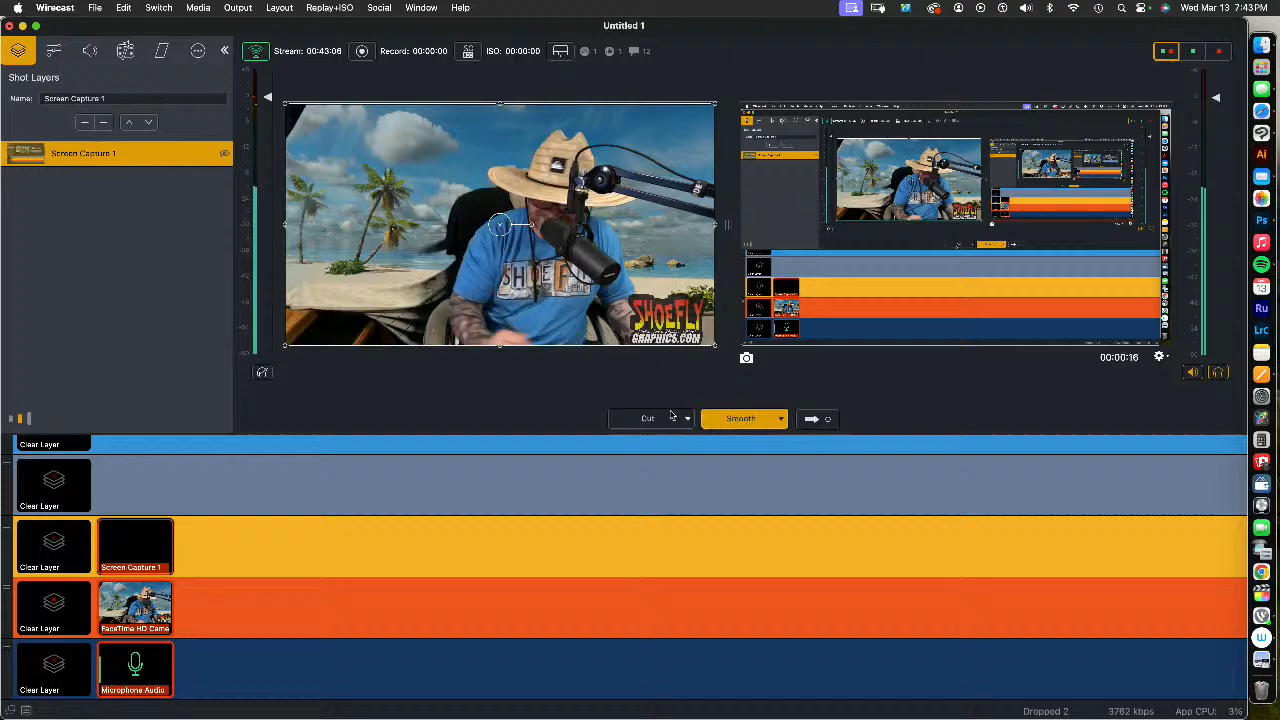 Wirecast File Edit Switch Media Output Layout Replay+ISO Social Window Help
Wed Mar 13 7:43 PM
Untitled 1
Stream: 00:43:06 Record: 00:00:00 ISO: 00:00:00 1 1 12
Shot Layers
Name: Screen Capture 1
Screen Capture 1
SHOEFLY
GRAPHICS.COM
00:00:16
Cut Smooth
Clear Layer
Clear Layer
Clear Layer Screen Capture 1
Clear Layer FaceTime HD Came
Clear Layer Microphone Audio
Dropped 2 3762 kbps App CPU: 3%